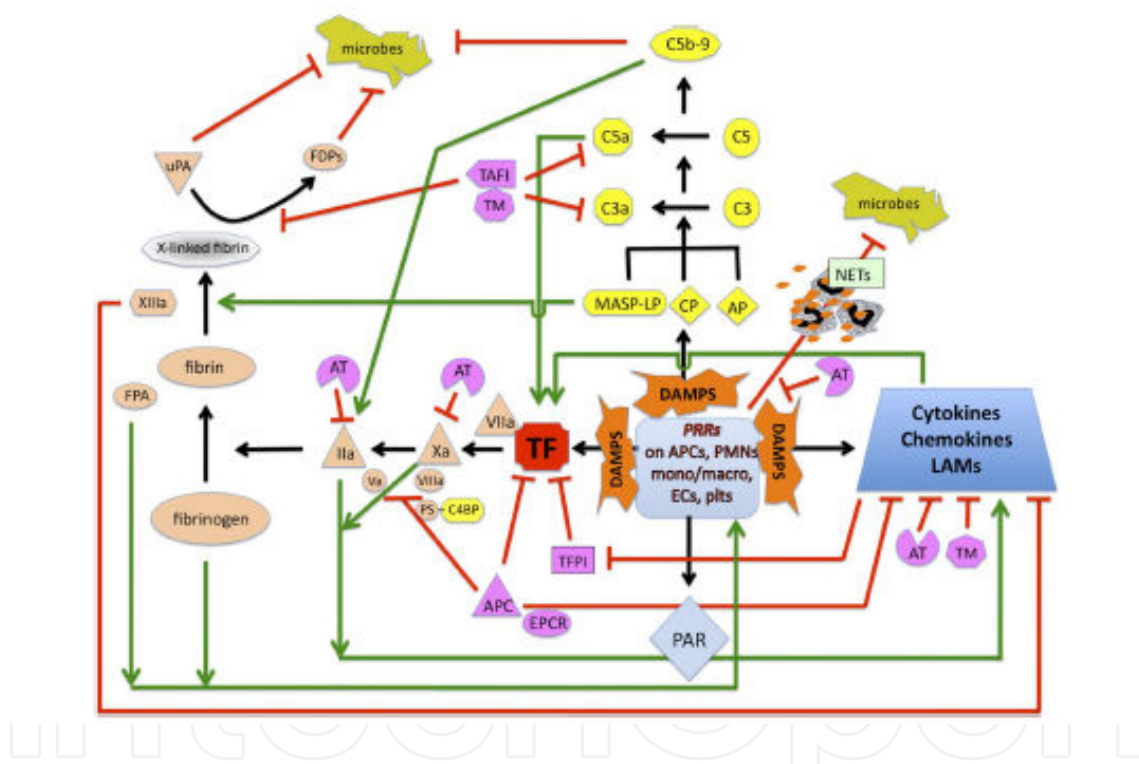 microbes
C5b-9
C5a
C5
uPA
FDPs
TAFI
TM
C3a
C3
microbes
X-linked fibrin
NETs
XIIIa
MASP-LP
CP
AP
fibrin
AT
AT
AT
DAMPS
FPA
VIIa
TF
DAMPS
PRRs
on APCs, PMNs
mono/macro,
ECs, plts
DAMPS
Cytokines
Chemokines
LAMs
IIa
Xa
Va
VIIIa
PS - C4BP
fibrinogen
TFPI
AT
TM
APC
EPCR
PAR